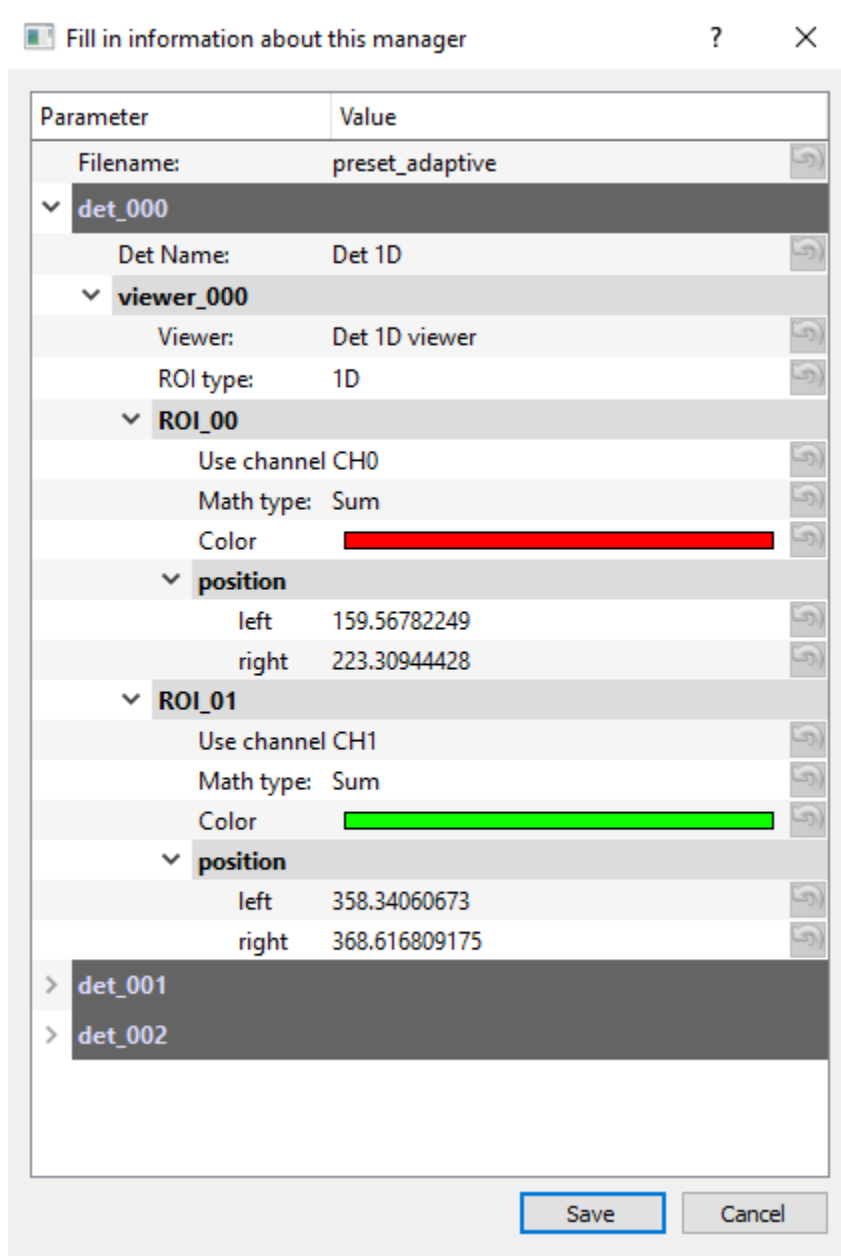 Fill in information about this manager ?
Parameter Value
Filename: preset_adaptive
det_000
Det Name: Det 1D
viewer_000
Viewer: Det 1D viewer
ROI type: 1D
ROI_00
Use channel CH0
Math type: Sum
Color
position
left 159.56782249
right 223.30944428
ROI_01
Use channel CH1
Math type: Sum
Color
position
left 358.34060673
right 368.616809175
det_001
det_002
Save Cancel